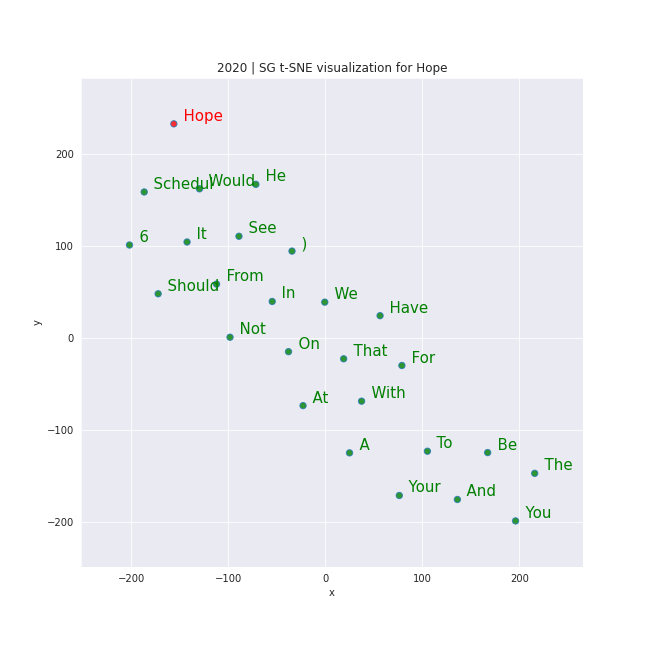 2020 | SG t-SNE visualization for Hope
Hope
200
Schedul Would He
6 It See )
100
Should From In We Have
0
Not On That For
At With
−100
A To Be The
Your And You
−200
−200 −100 0 100 200
x
y